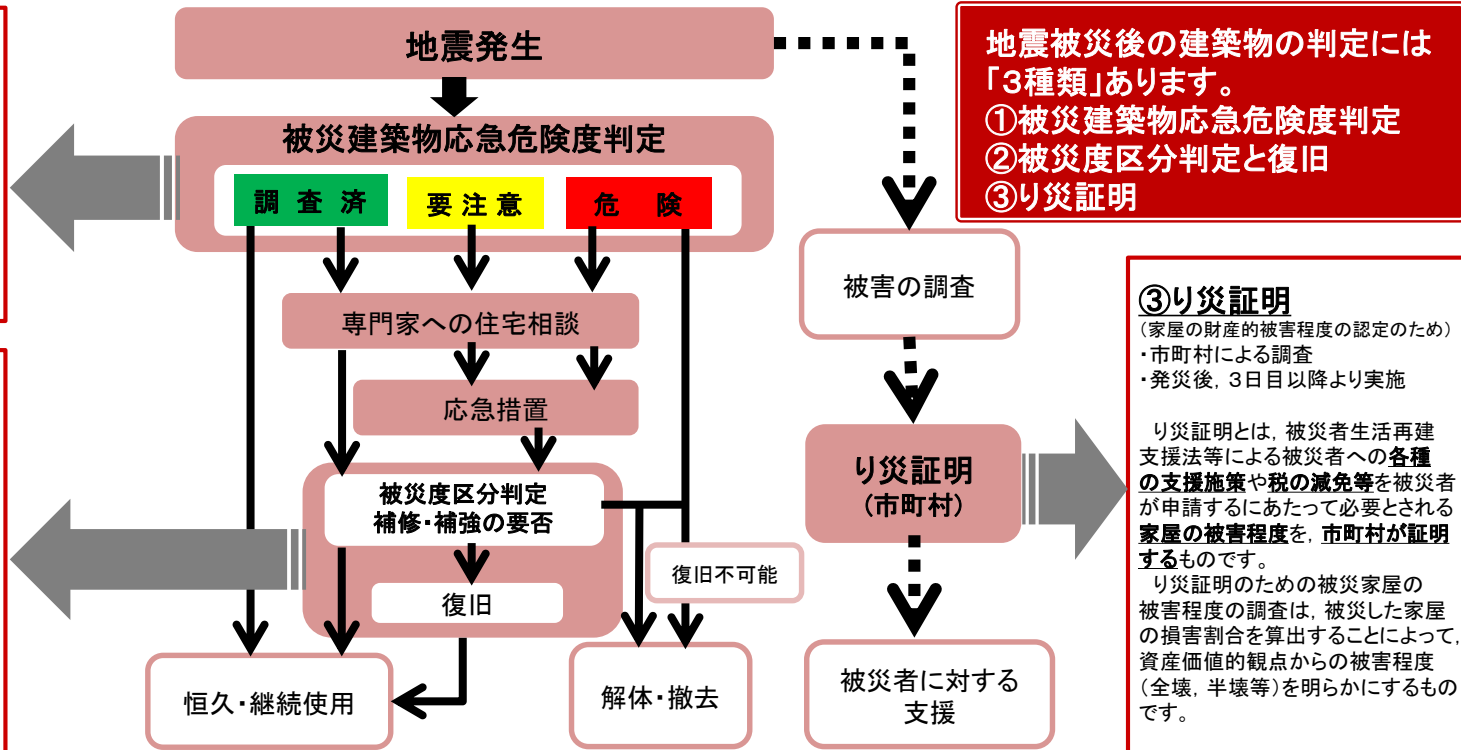 地震発生
地震被災後の建築物の判定には
「３種類」あります。
①被災建築物応急危険度判定
②被災度区分判定と復旧
③り災証明
被災建築物応急危険度判定
調 査 済
要 注 意
危　険
専門家への住宅相談
応急措置
被災度区分判定
補修・補強の要否
復旧
復旧不可能
恒久・継続使用
解体・撤去
被害の調査
り災証明
(市町村)
被災者に対する
支援
③り災証明
(家屋の財産的被害程度の認定のため)
・市町村による調査
・発災後，３日目以降より実施
り災証明とは，被災者生活再建
支援法等による被災者への各種
の支援施策や税の減免等を被災者
が申請するにあたって必要とされる
家屋の被害程度を，市町村が証明
するものです。
り災証明のための被災家屋の
被害程度の調査は，被災した家屋
の損害割合を算出することによって，
資産価値的観点からの被害程度
(全壊，半壊等)を明らかにするもの
です。